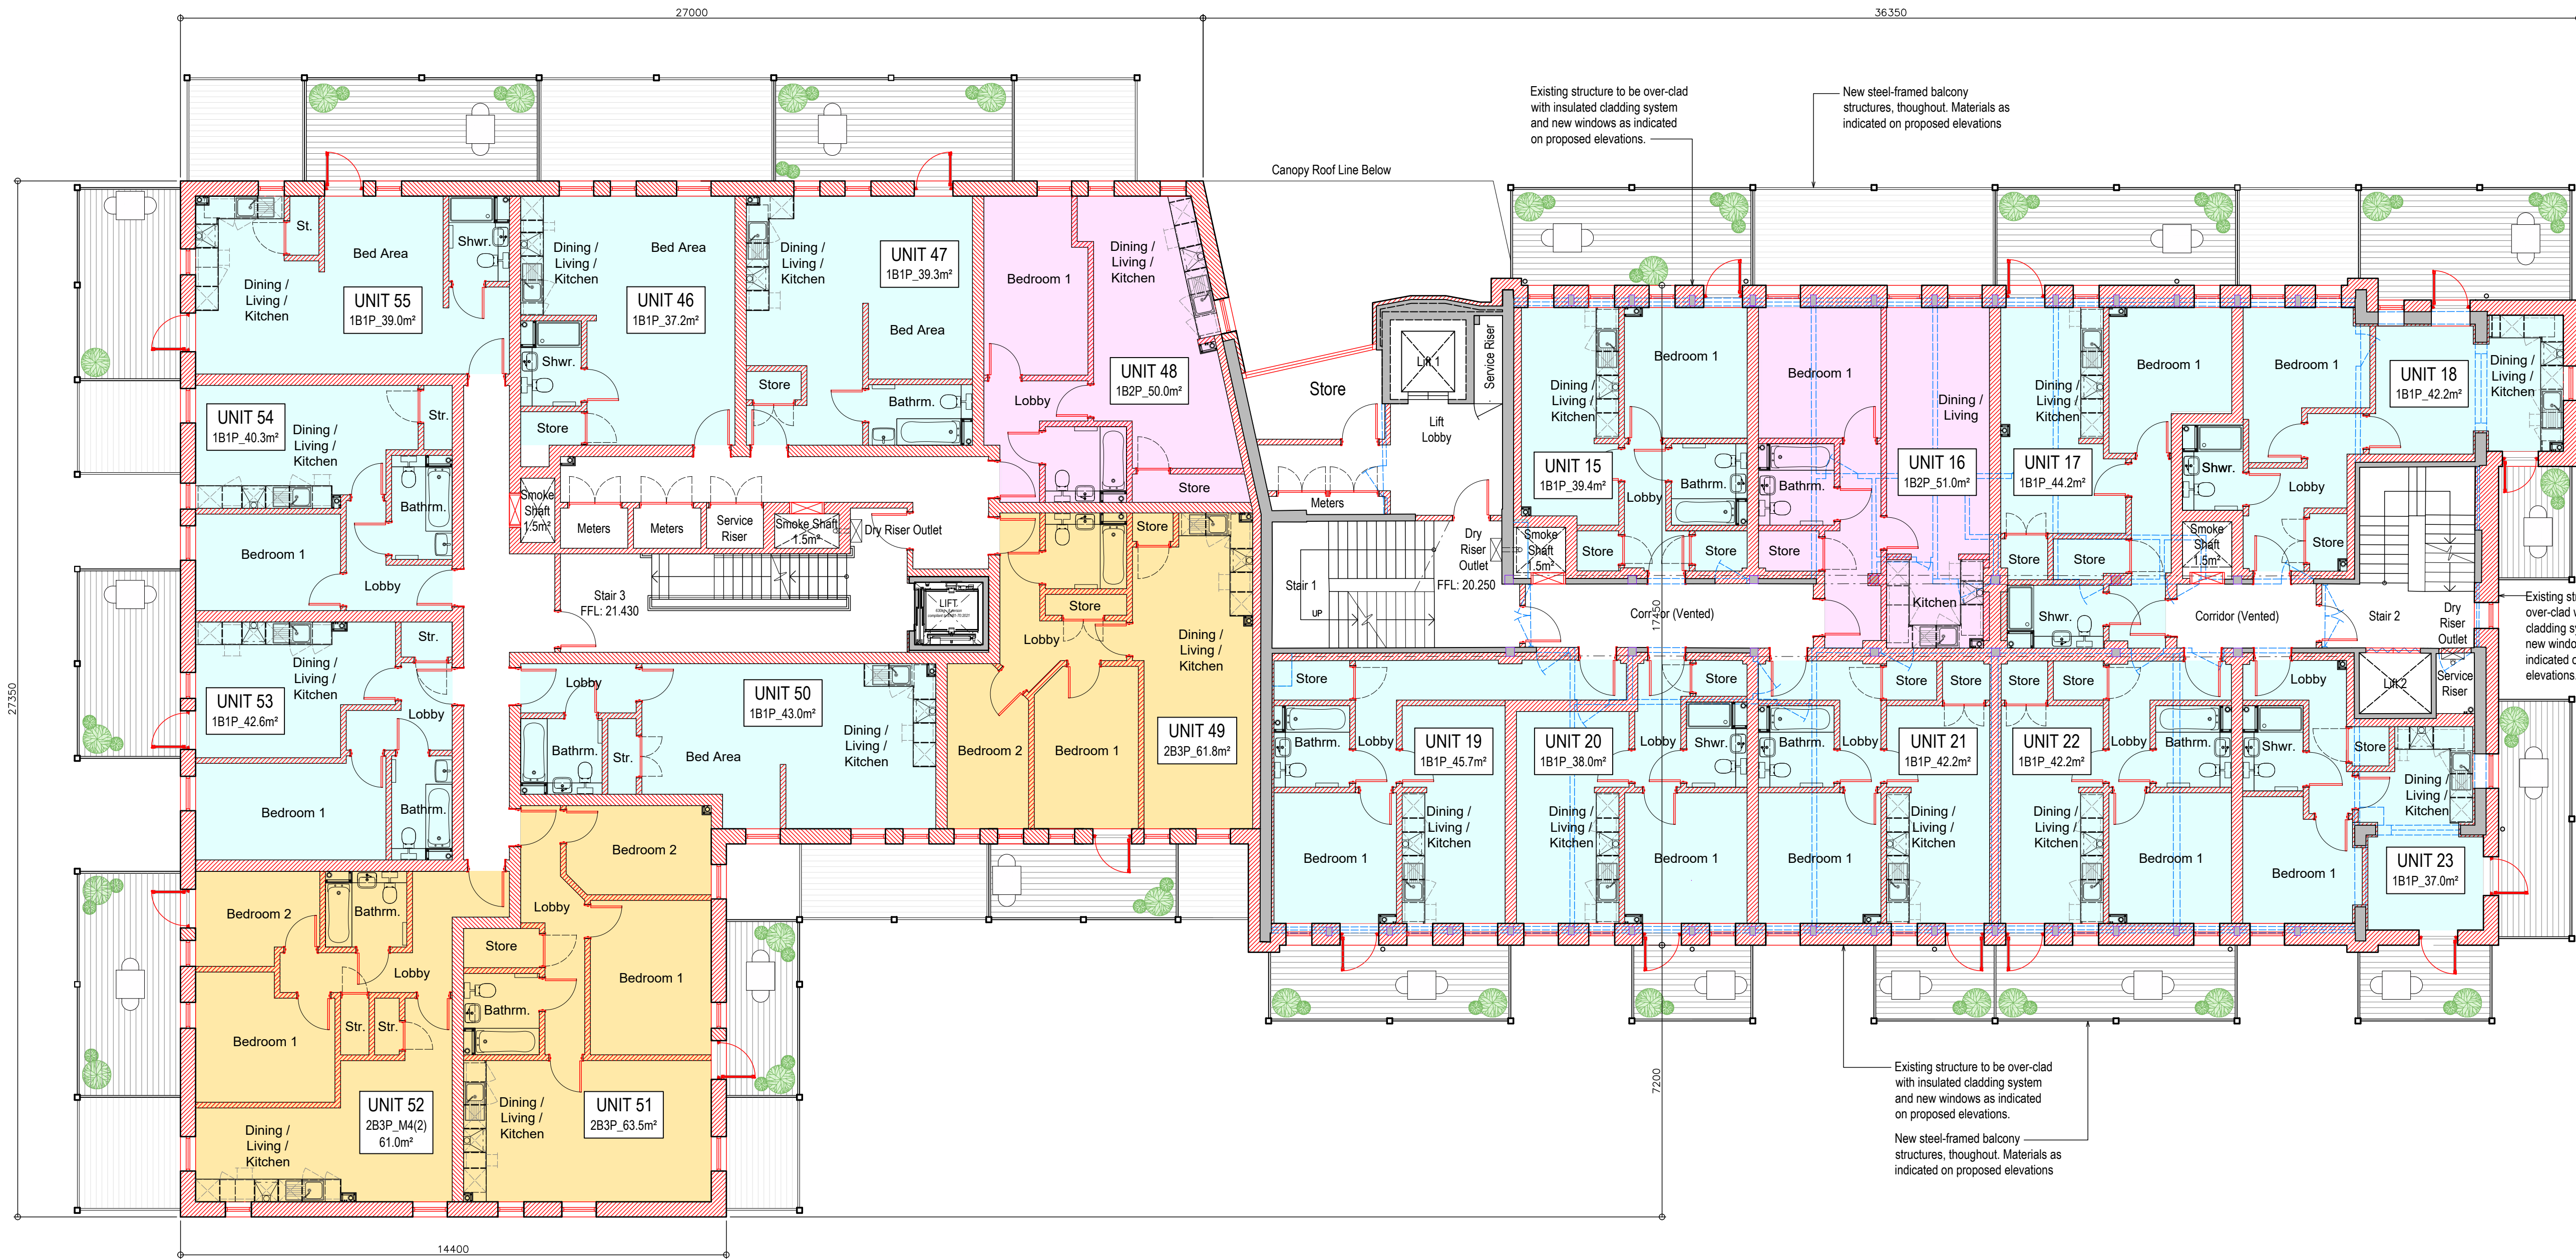 27000
36350
Existing structure to be over-clad
with insulated cladding system
and new windows as indicated
on proposed elevations.
New steel-framed balcony
structures, thoughout. Materials as
indicated on proposed elevations
Canopy Roof Line Below
St.
Bed Area
Shwr.
Dining /
Living /
Kitchen
UNIT 55
1B1P_39.0m²
Dining /
Living /
Kitchen
Bed Area
UNIT 46
1B1P_37.2m²
Shwr.
Store
Dining /
Living /
Kitchen
UNIT 47
1B1P_39.3m²
Bed Area
Store
Bathrm.
Bedroom 1
Dining /
Living /
Kitchen
UNIT 48
1B2P_50.0m²
Lobby
Store
Store
Lift 1
Service Riser
Lift
Lobby
Meters
Dining /
Living /
Kitchen
Bedroom 1
UNIT 15
1B1P_39.4m²
Lobby
Bathrm.
Store
Store
Bedroom 1
Dining /
Living
UNIT 16
1B2P_51.0m²
Bathrm.
Store
Kitchen
Dining /
Living /
Kitchen
Bedroom 1
UNIT 17
1B1P_44.2m²
Store
Store
Shwr.
Bedroom 1
UNIT 18
1B1P_42.2m²
Dining /
Living /
Kitchen
Shwr.
Lobby
Store
Smoke
Shaft
1.5m²
UNIT 54
1B1P_40.3m²
Dining /
Living /
Kitchen
Str.
Bathrm.
Bedroom 1
Lobby
Smoke
Shaft
1.5m²
Meters
Meters
Service
Riser
Smoke Shaft
1.5m²
Dry Riser Outlet
Stair 3
FFL: 21.430
LIFT
Store
Store
Lobby
Dining /
Living /
Kitchen
UNIT 49
2B3P_61.8m²
Bedroom 2
Bedroom 1
Stair 1
UP
Dry
Riser
Outlet
FFL: 20.250
Smoke
Shaft
1.5m²
Corridor (Vented)
17450
Corridor (Vented)
Stair 2
Dry
Riser
Outlet
Lift 2
Service
Riser
Existing str
over-clad w
cladding sy
new windo
indicated o
elevations.
27350
Dining /
Living /
Kitchen
Str.
UNIT 53
1B1P_42.6m²
Lobby
Bedroom 1
Bathrm.
Lobby
UNIT 50
1B1P_43.0m²
Bathrm.
Str.
Bed Area
Dining /
Living /
Kitchen
Store
Bathrm.
Lobby
UNIT 19
1B1P_45.7m²
Bedroom 1
Dining /
Living /
Kitchen
UNIT 20
1B1P_38.0m²
Lobby
Shwr.
Store
Dining /
Living /
Kitchen
Bedroom 1
Bathrm.
Lobby
Store
Store
UNIT 21
1B1P_42.2m²
Bedroom 1
Dining /
Living /
Kitchen
Store
Store
UNIT 22
1B1P_42.2m²
Lobby
Bathrm.
Dining /
Living /
Kitchen
Bedroom 1
Lobby
Shwr.
Store
Dining /
Living /
Kitchen
Bedroom 1
UNIT 23
1B1P_37.0m²
Bedroom 2
Bathrm.
Lobby
Bedroom 1
Str.
Str.
UNIT 52
2B3P_M4(2)
61.0m²
Dining /
Living /
Kitchen
Bedroom 2
Lobby
Store
Bathrm.
Bedroom 1
Dining /
Living /
Kitchen
UNIT 51
2B3P_63.5m²
7200
Existing structure to be over-clad
with insulated cladding system
and new windows as indicated
on proposed elevations.
New steel-framed balcony
structures, thoughout. Materials as
indicated on proposed elevations
14400